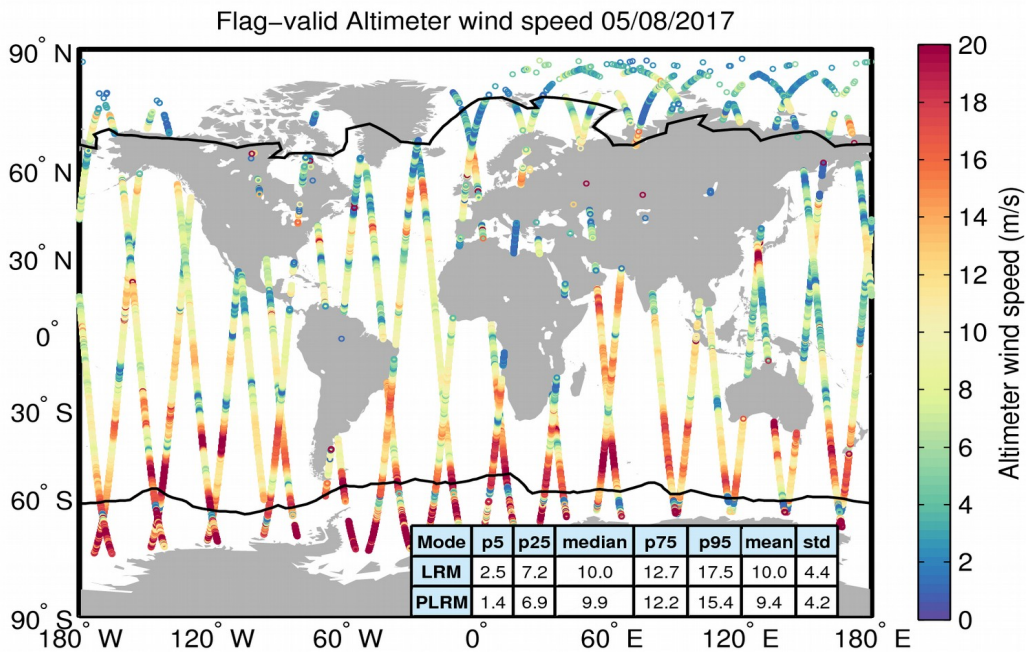 Flag−valid Altimeter wind speed 05/08/2017
90° N
60° N
30° N
0°
30° S
60° S
90° S
180° W 120° W 60° W 0° 60° E 120° E 180° E
Mode p5 p25 median p75 p95 mean std
LRM 2.5 7.2 10.0 12.7 17.5 10.0 4.4
PLRM 1.4 6.9 9.9 12.2 15.4 9.4 4.2
20
18
16
14
12
10
8
6
4
2
0
Altimeter wind speed (m/s)